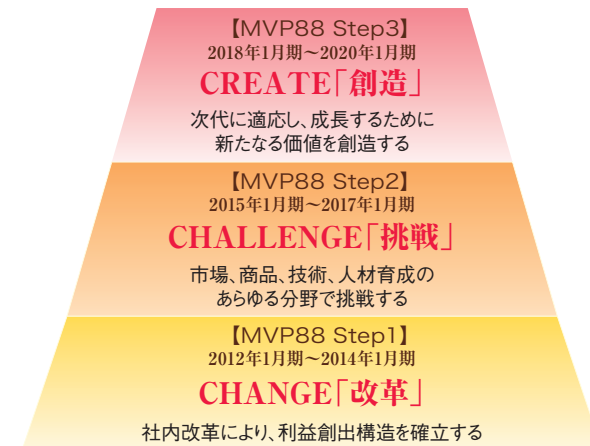 【MVP88 Step3】
2018年1月期～2020年1月期
CREATE「創造」
次代に適応し、成長するために
新たなる価値を創造する
【MVP88 Step2】
2015年1月期～2017年1月期
CHALLENGE「挑戦」
市場、商品、技術、人材育成の
あらゆる分野で挑戦する
【MVP88 Step1】
2012年1月期～2014年1月期
CHANGE「改革」
社内改革により、利益創出構造を確立する